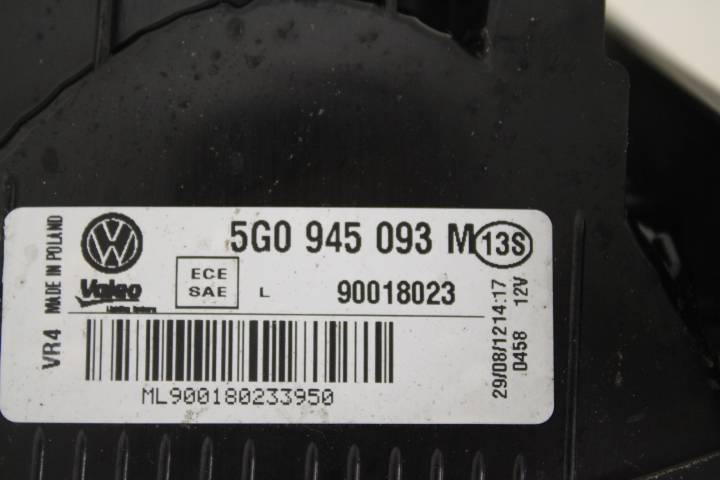 5G0 945 093 M 13S
ECE
SAE
L
90018023
Valeo
ML900180233950
VR4 MADE IN POLAND
29/08/12 14:17
D458 12V